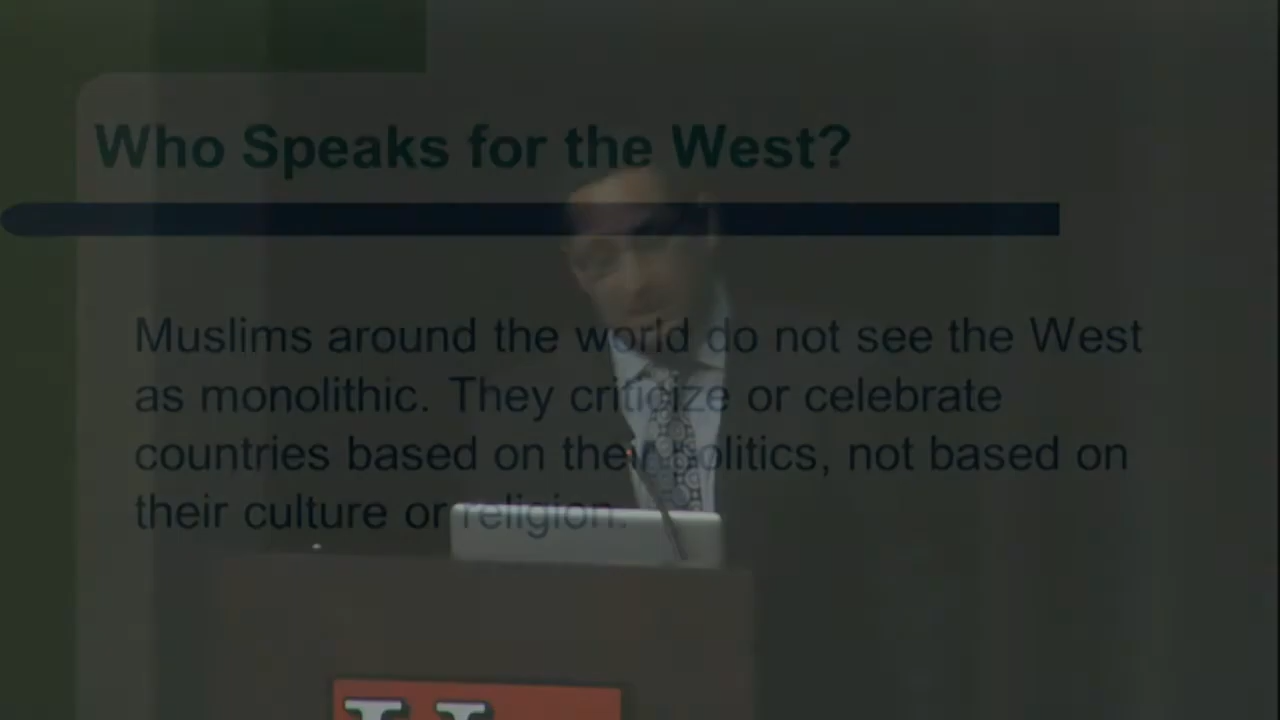 Who Speaks for the West?
Muslims around the world do not see the West
as monolithic. They criticize or celebrate
countries based on their politics, not based on
their culture or religion.